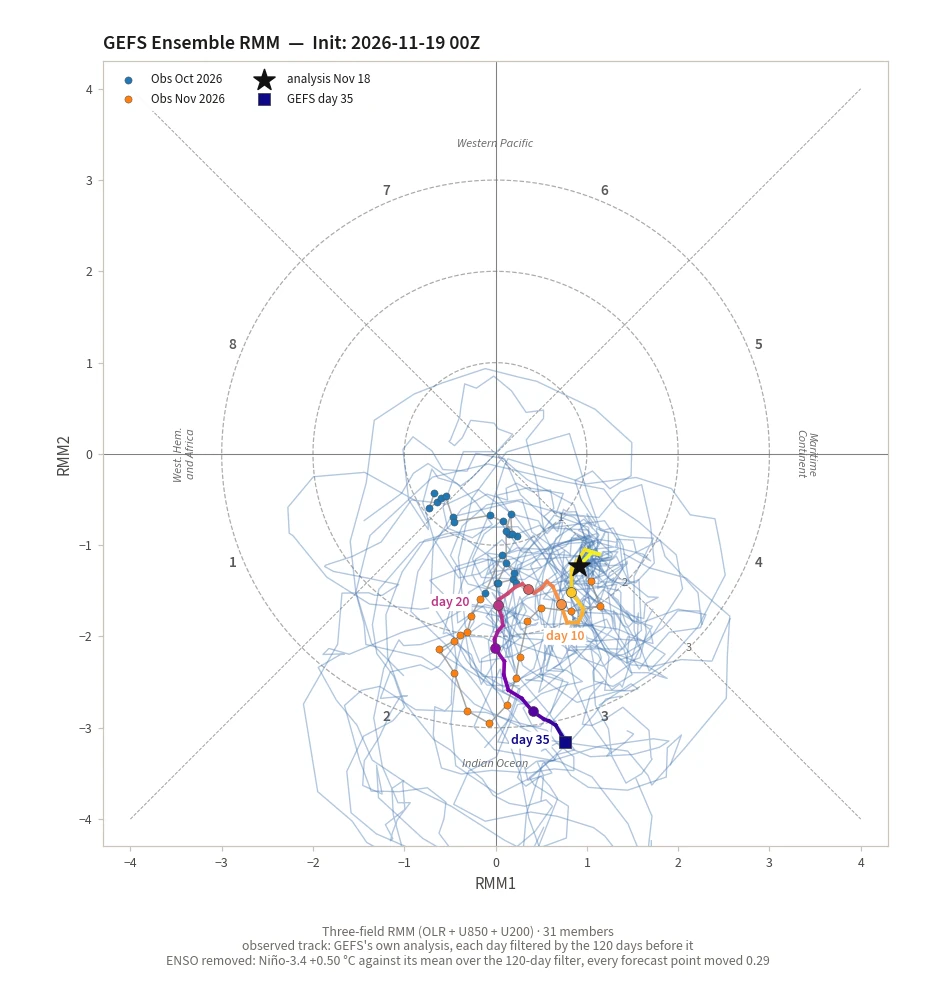 GEFS Ensemble RMM — Init: 2026-11-19 00Z
Obs Oct 2026
Obs Nov 2026
analysis Nov 18
GEFS day 35
RMM2
4
3
2
1
0
−1
−2
−3
−4
Western Pacific
7
6
8
5
West. Hem.
and Africa
Maritime
Continent
1
4
2
3
1
2
3
day 20
day 10
day 35
Indian Ocean
−4
−3
−2
−1
0
1
2
3
4
RMM1
Three-field RMM (OLR + U850 + U200) · 31 members
observed track: GEFS's own analysis, each day filtered by the 120 days before it
ENSO removed: Niño-3.4 +0.50 °C against its mean over the 120-day filter, every forecast point moved 0.29